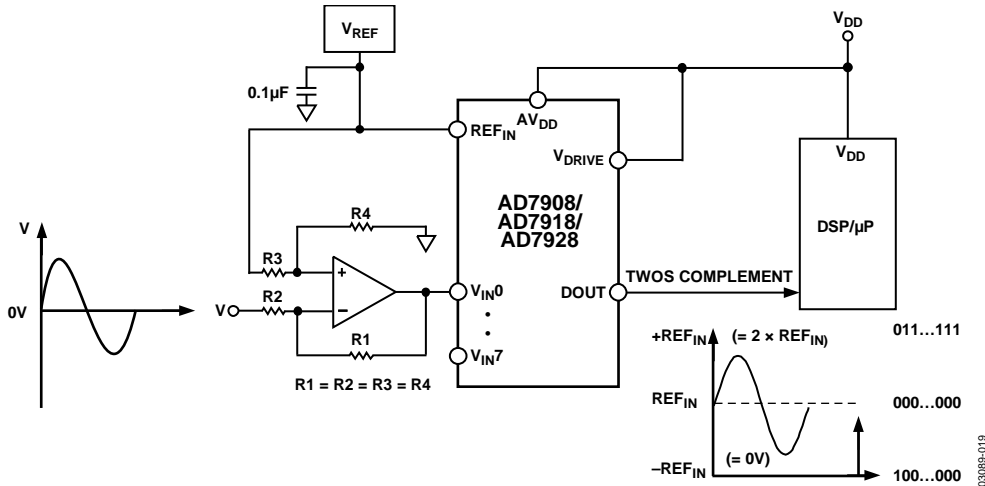 VREF
VDD
0.1µF
AVDD
REFIN
VDRIVE
VDD
AD7908/
AD7918/
AD7928
DSP/µP
R4
V
R3
+
TWOS COMPLEMENT
0V
V
R2
–
VIN0
DOUT
R1
VIN7
R1 = R2 = R3 = R4
+REFIN
(= 2 × REFIN)
011…111
REFIN
000…000
(= 0V)
–REFIN
100…000
03089-019